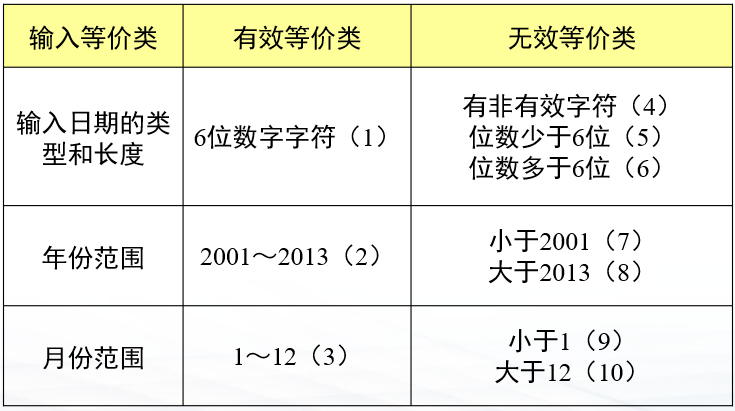 输入等价类
有效等价类
无效等价类
输入日期的类
型和长度
6位数字字符（1）
有非有效字符（4）
位数少于6位（5）
位数多于6位（6）
年份范围
2001～2013（2）
小于2001（7）
大于2013（8）
月份范围
1～12（3）
小于1（9）
大于12（10）